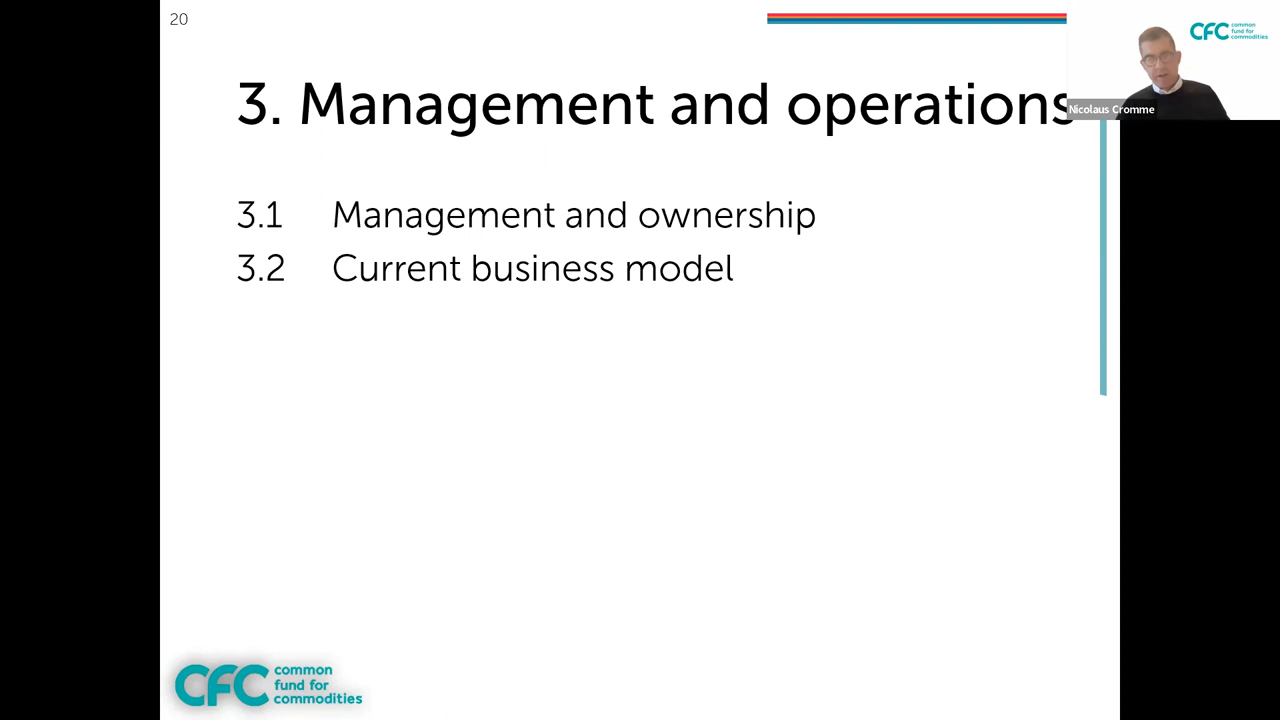 20
CFC common
fund for
commodities
Nicolaus Cromme
3. Management and operations
3.1 Management and ownership
3.2 Current business model
CFC common
fund for
commodities